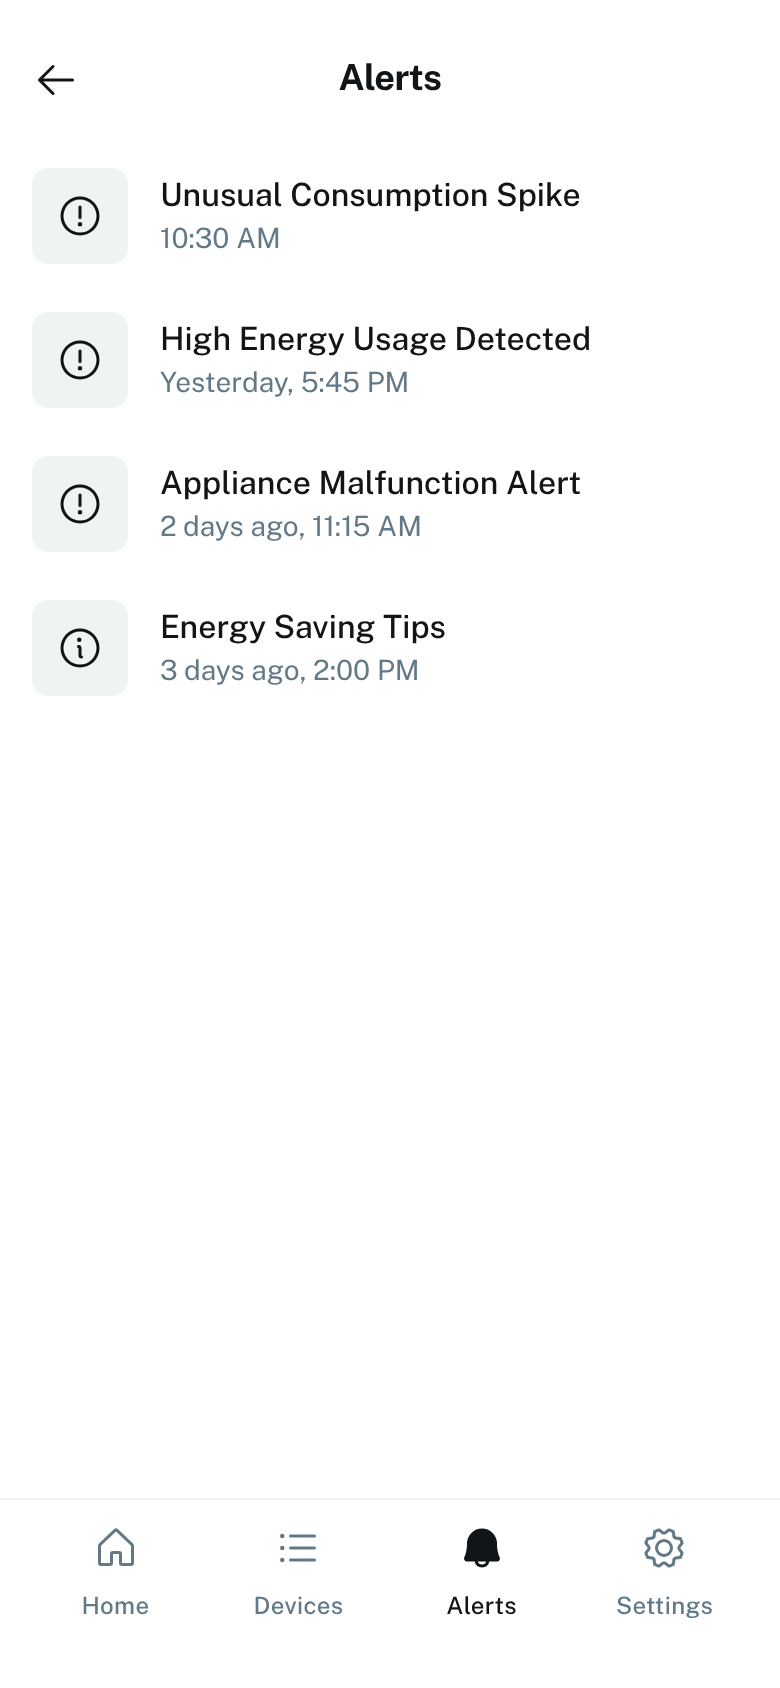 Alerts
Unusual Consumption Spike
10:30 AM
High Energy Usage Detected
Yesterday, 5:45 PM
Appliance Malfunction Alert
2 days ago, 11:15 AM
Energy Saving Tips
3 days ago, 2:00 PM
Home Devices Alerts Settings